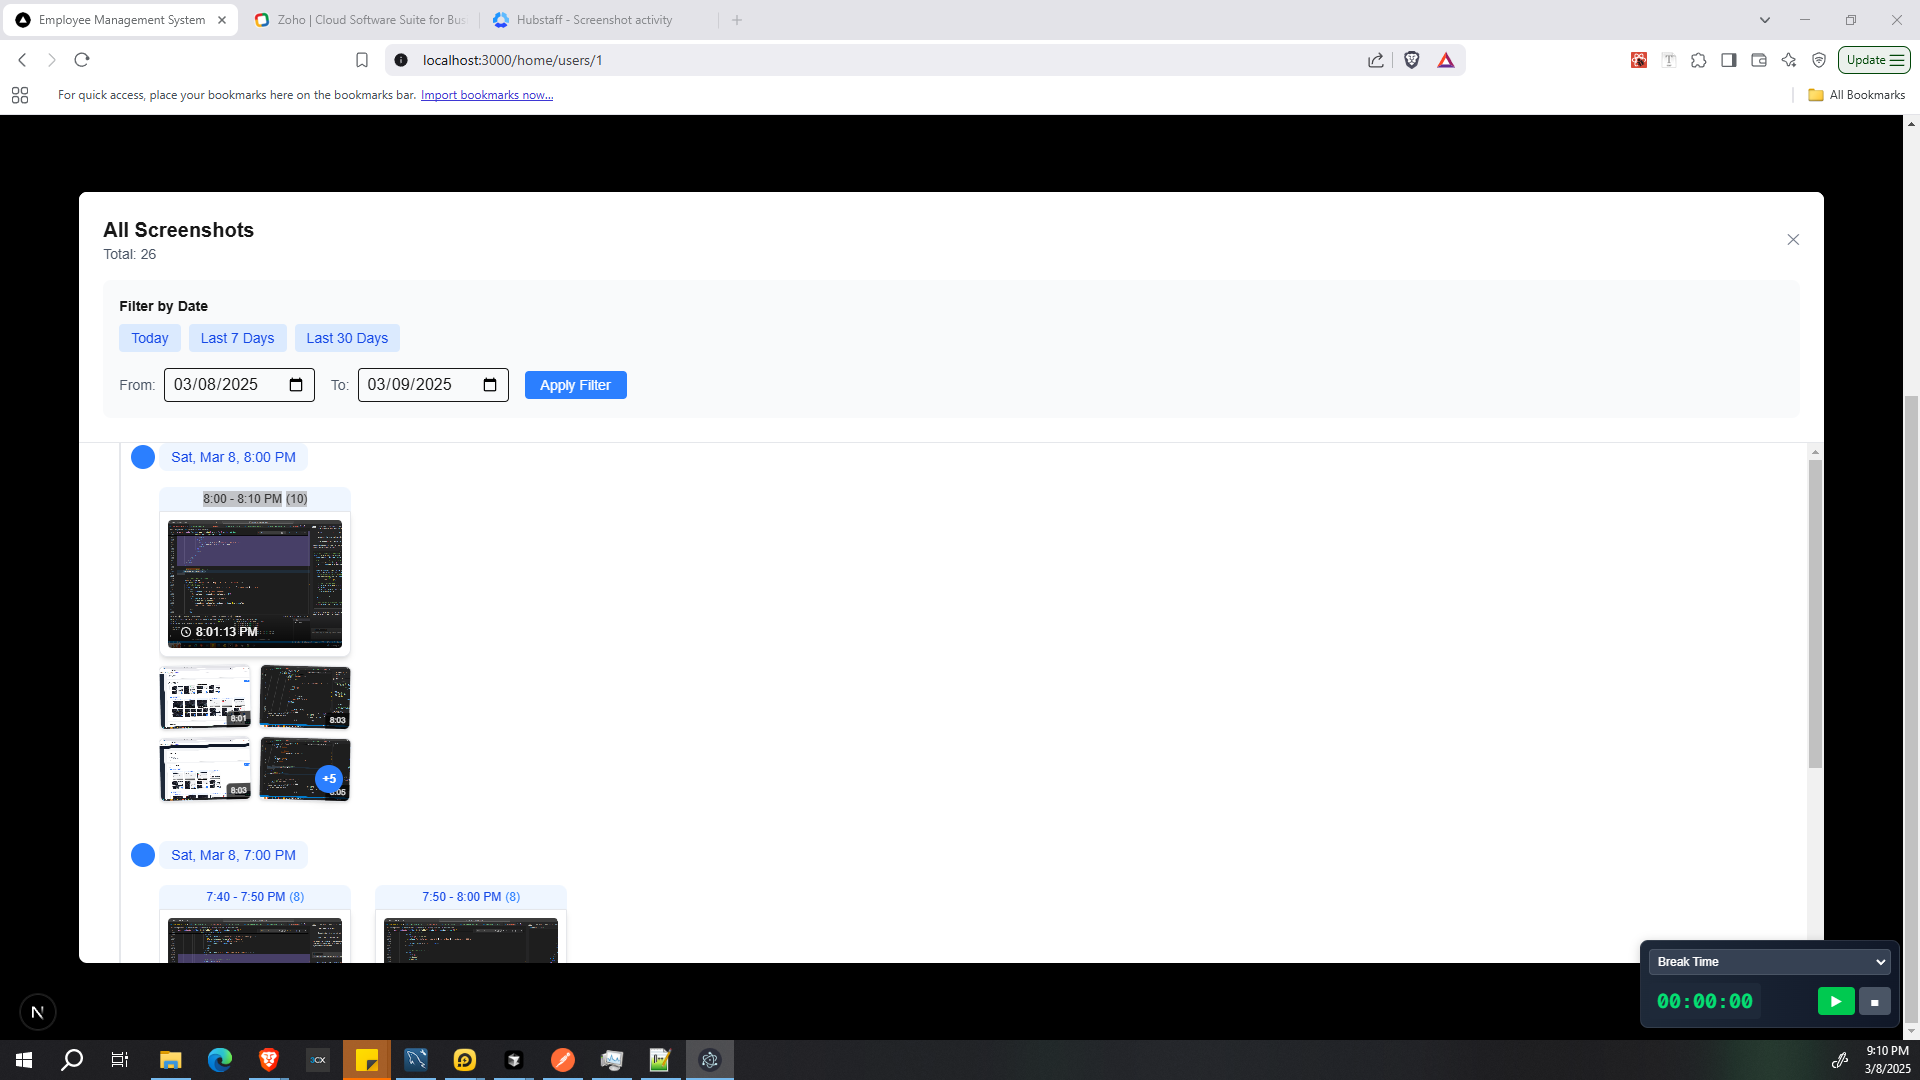 Employee Management System
Zoho | Cloud Software Suite for Bus
Hubstaff - Screenshot activity
localhost:3000/home/users/1
Update
For quick access, place your bookmarks here on the bookmarks bar. Import bookmarks now...
All Bookmarks
All Screenshots
Total: 26
Filter by Date
Today
Last 7 Days
Last 30 Days
From: 03/08/2025 To: 03/09/2025 Apply Filter
Sat, Mar 8, 8:00 PM
8:00 - 8:10 PM (10)
8:01:13 PM
8:01
8:03
8:03
+5
8:05
Sat, Mar 8, 7:00 PM
7:40 - 7:50 PM (8)
7:50 - 8:00 PM (8)
Break Time
00:00:00
N
3CX
9:10 PM
3/8/2025